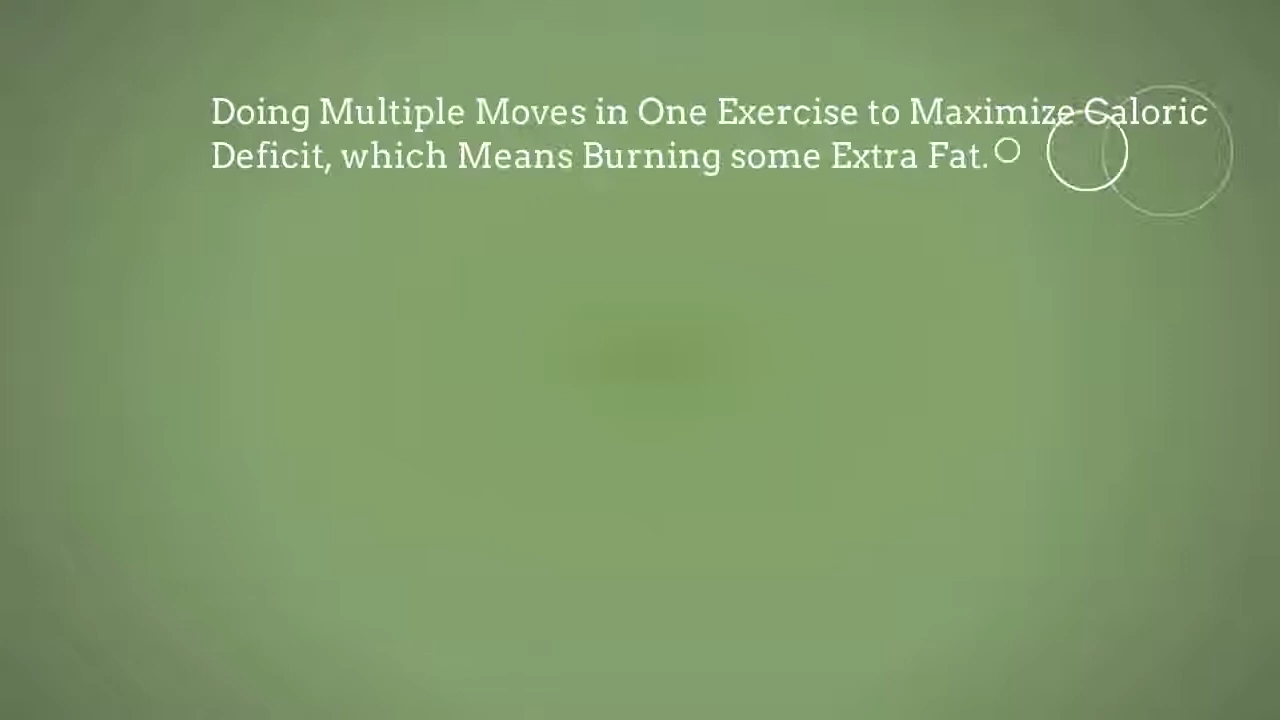 Doing Multiple Moves in One Exercise to Maximize Caloric
Deficit, which Means Burning some Extra Fat.